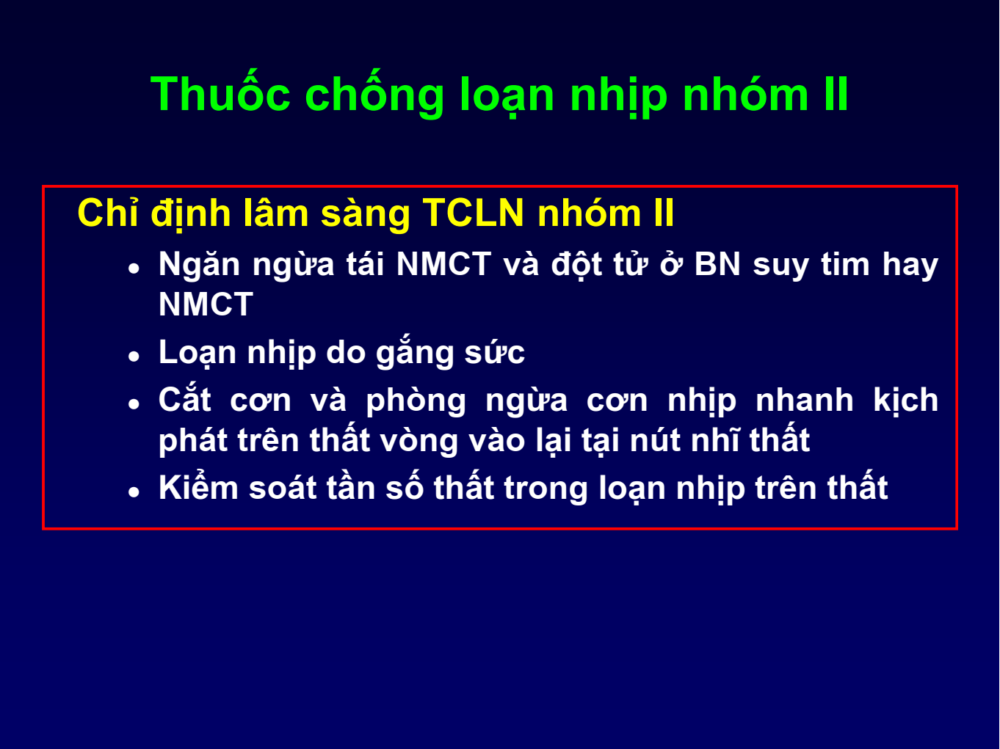 Thuốc chống loạn nhịp nhóm II
Chỉ định lâm sàng TCLN nhóm II
● Ngăn ngừa tái NMCT và đột tử ở BN suy tim hay
NMCT
● Loạn nhịp do gắng sức
● Cắt cơn và phòng ngừa cơn nhịp nhanh kịch
phát trên thất vòng vào lại tại nút nhĩ thất
● Kiểm soát tần số thất trong loạn nhịp trên thất